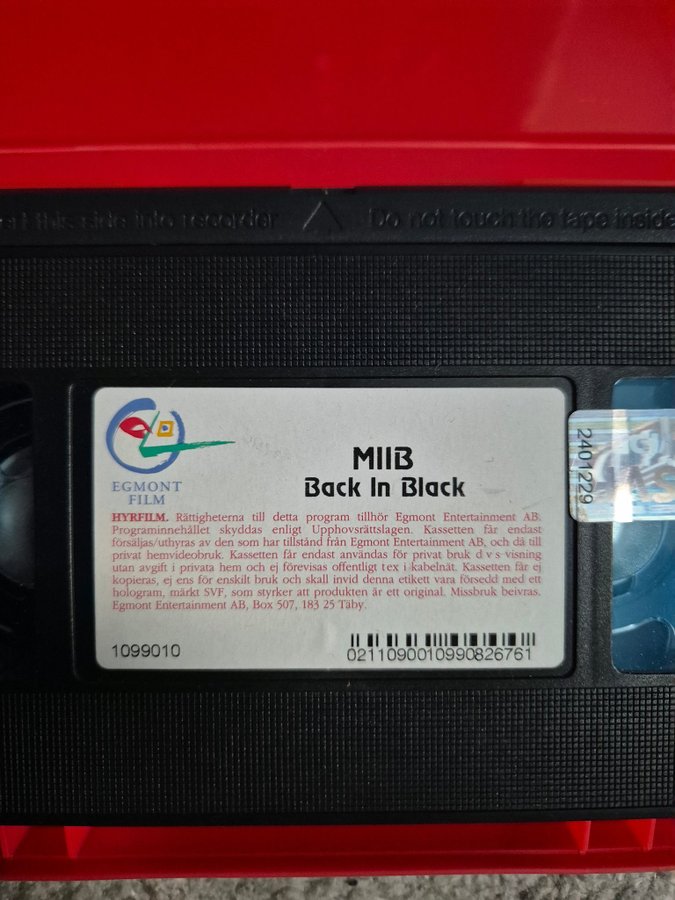 this side into recorder
Do not touch the tape inside
EGMONT
FILM
MIIB
Back In Black
HYRFILM. Rättigheterna till detta program tillhör Egmont Entertainment AB.
Programinnehållet skyddas enligt Upphovsrättslagen. Kassetten får endast
försäljas/uthyras av den som har tillstånd från Egmont Entertainment AB, och då till
privat hemvideobruk. Kassetten får endast användas för privat bruk d v s visning
utan avgift i privata hem och ej förevisas offentligt tex i kabelnät. Kassetten får ej
kopieras, ej ens för enskilt bruk och skall invid denna etikett vara försedd med ett
hologram, märkt SVF, som styrker att produkten är ett original. Missbruk beivras.
Egmont Entertainment AB, Box 507, 183 25 Täby.
1099010
0211090010990826761
2401229